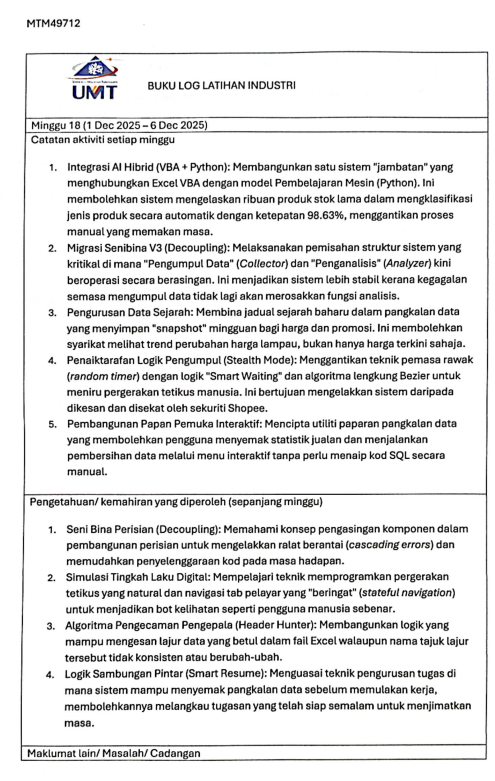 MTM49712
UMT
BUKU LOG LATIHAN INDUSTRI
Minggu 18 (1 Dec 2025 – 6 Dec 2025)
Catatan aktiviti setiap minggu
1. Integrasi AI Hibrid (VBA + Python): Membangunkan satu sistem "jambatan" yang
menghubungkan Excel VBA dengan model Pembelajaran Mesin (Python). Ini
membolehkan sistem mengelaskan ribuan produk stok lama dalam mengklasifikasi
jenis produk secara automatik dengan ketepatan 98.63%, menggantikan proses
manual yang memakan masa.
2. Migrasi Senibina V3 (Decoupling): Melaksanakan pemisahan struktur sistem yang
kritikal di mana "Pengumpul Data" (Collector) dan "Penganalisis" (Analyzer) kini
beroperasi secara berasingan. Ini menjadikan sistem lebih stabil kerana kegagalan
semasa mengumpul data tidak lagi akan merosakkan fungsi analisis.
3. Pengurusan Data Sejarah: Membina jadual sejarah baharu dalam pangkalan data
yang menyimpan "snapshot" mingguan bagi harga dan promosi. Ini membolehkan
syarikat melihat trend perubahan harga lampau, bukan hanya harga terkini sahaja.
4. Penaiktarafan Logik Pengumpul (Stealth Mode): Menggantikan teknik pemasa rawak
(random timer) dengan logik "Smart Waiting" dan algoritma lengkung Bezier untuk
meniru pergerakan tetikus manusia. Ini bertujuan mengelakkan sistem daripada
dikesan dan disekat oleh sekuriti Shopee.
5. Pembangunan Papan Pemuka Interaktif: Mencipta utiliti paparan pangkalan data
yang membolehkan pengguna menyemak statistik jualan dan menjalankan
pembersihan data melalui menu interaktif tanpa perlu menaip kod SQL secara
manual.
Pengetahuan/ kemahiran yang diperoleh (sepanjang minggu)
1. Seni Bina Perisian (Decoupling): Memahami konsep pengasingan komponen dalam
pembangunan perisian untuk mengelakkan ralat berantai (cascading errors) dan
memudahkan penyelenggaraan kod pada masa hadapan.
2. Simulasi Tingkah Laku Digital: Mempelajari teknik memprogramkan pergerakan
tetikus yang natural dan navigasi tab pelayar yang "beringat" (stateful navigation)
untuk menjadikan bot kelihatan seperti pengguna manusia sebenar.
3. Algoritma Pengecaman Pengepala (Header Hunter): Membangunkan logik yang
mampu mengesan lajur data yang betul dalam fail Excel walaupun nama tajuk lajur
tersebut tidak konsisten atau berubah-ubah.
4. Logik Sambungan Pintar (Smart Resume): Menguasai teknik pengurusan tugas di
mana sistem mampu menyemak pangkalan data sebelum memulakan kerja,
membolehkannya melangkau tugasan yang telah siap semalam untuk menjimatkan
masa.
Maklumat lain/ Masalah/ Cadangan